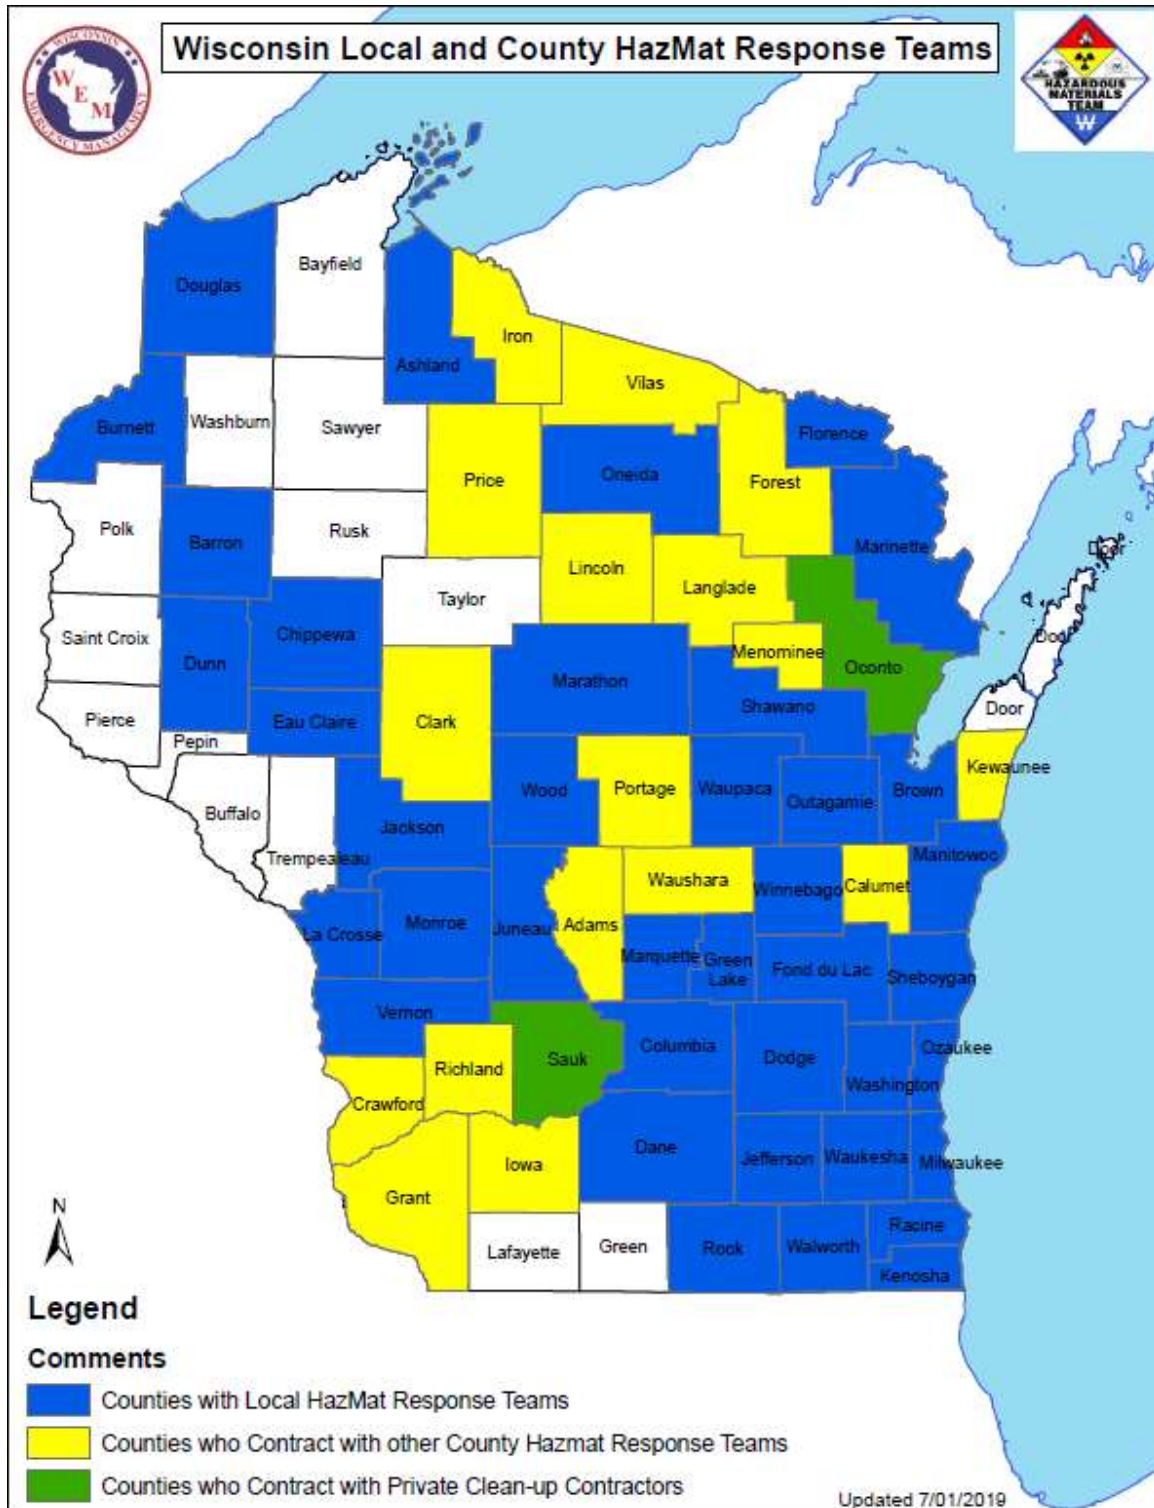 Wisconsin Local and County HazMat Response Teams
WISCONSIN
WEM
EMERGENCY MANAGEMENT
HAZARDOUS
MATERIALS
TEAM
W
Bayfield
Douglas
Iron
Ashland
Vilas
Washburn
Burnett
Sawyer
Florence
Oneida
Price
Forest
Polk
Rusk
Barron
Marinette
Door
Lincoln
Langlade
Taylor
Saint Croix
Chippewa
Door
Dunn
Menominee
Marathon
Oconto
Shawano
Pierce
Eau Claire
Clark
Door
Pepin
Kewaunee
Wood
Portage
Waupaca
Brown
Outagamie
Buffalo
Jackson
Trempealeau
Manitowoc
Waushara
Winnebago
Calumet
La Crosse
Monroe
Juneau
Adams
Marquette
Green
Lake
Fond du Lac
Sheboygan
Vernon
Columbia
Ozaukee
Sauk
Dodge
Richland
Washington
Crawford
Dane
Jefferson
Waukesha
Milwaukee
Iowa
Grant
Racine
Lafayette
Green
Rock
Walworth
Kenosha
N
Legend
Comments
Counties with Local HazMat Response Teams
Counties who Contract with other County Hazmat Response Teams
Counties who Contract with Private Clean-up Contractors
Updated 7/01/2019